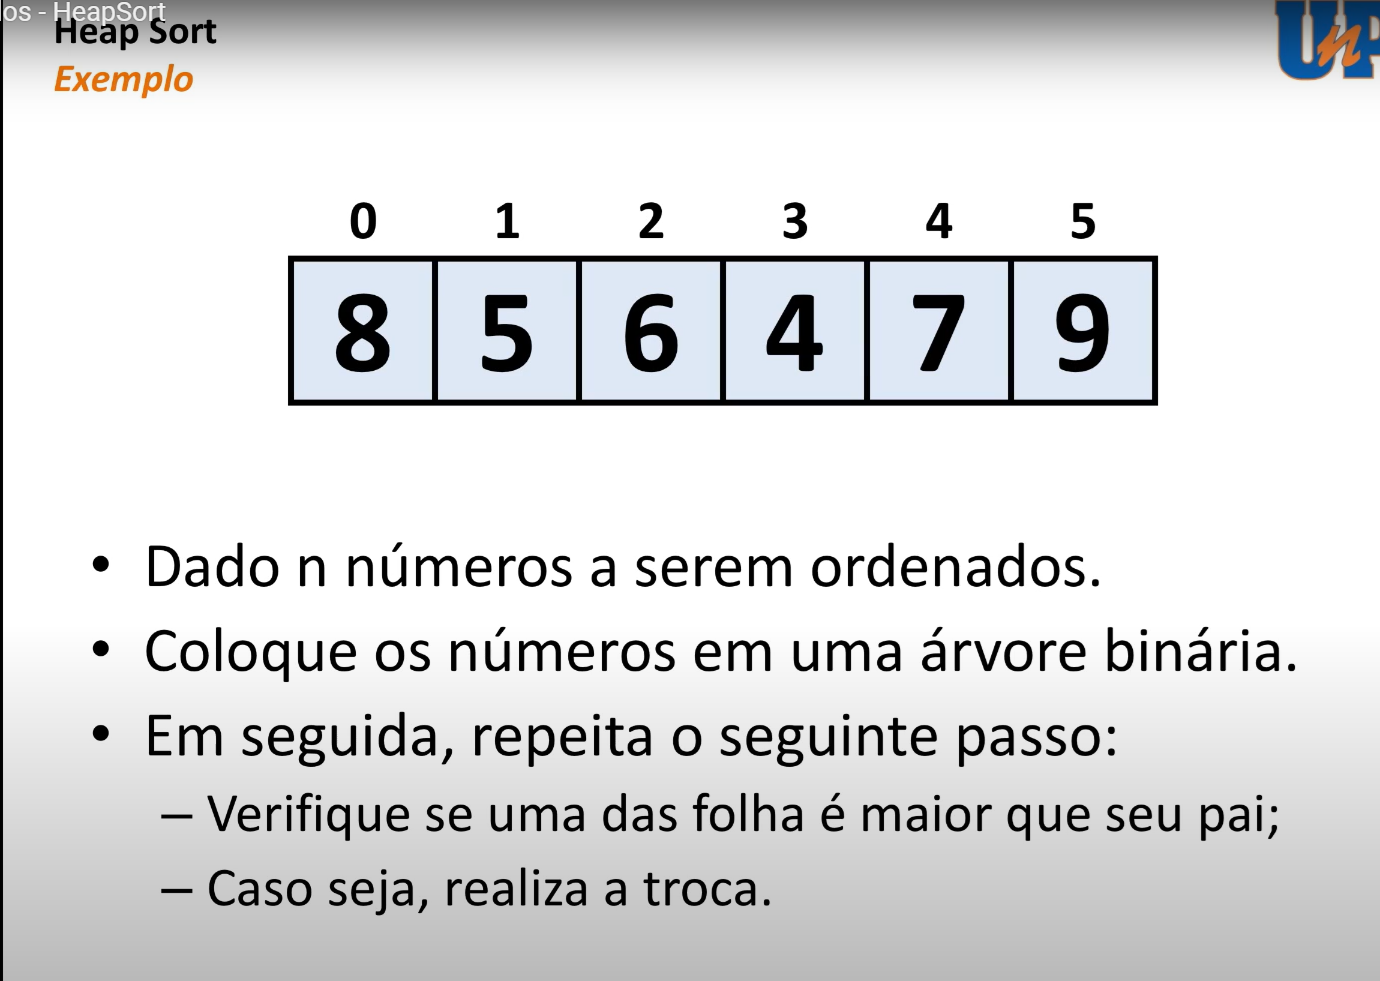 os - HeapSort
Heap Sort
Exemplo
UnP
0 1 2 3 4 5
8 5 6 4 7 9
• Dado n números a serem ordenados.
• Coloque os números em uma árvore binária.
• Em seguida, repita o seguinte passo:
– Verifique se uma das folha é maior que seu pai;
– Caso seja, realiza a troca.